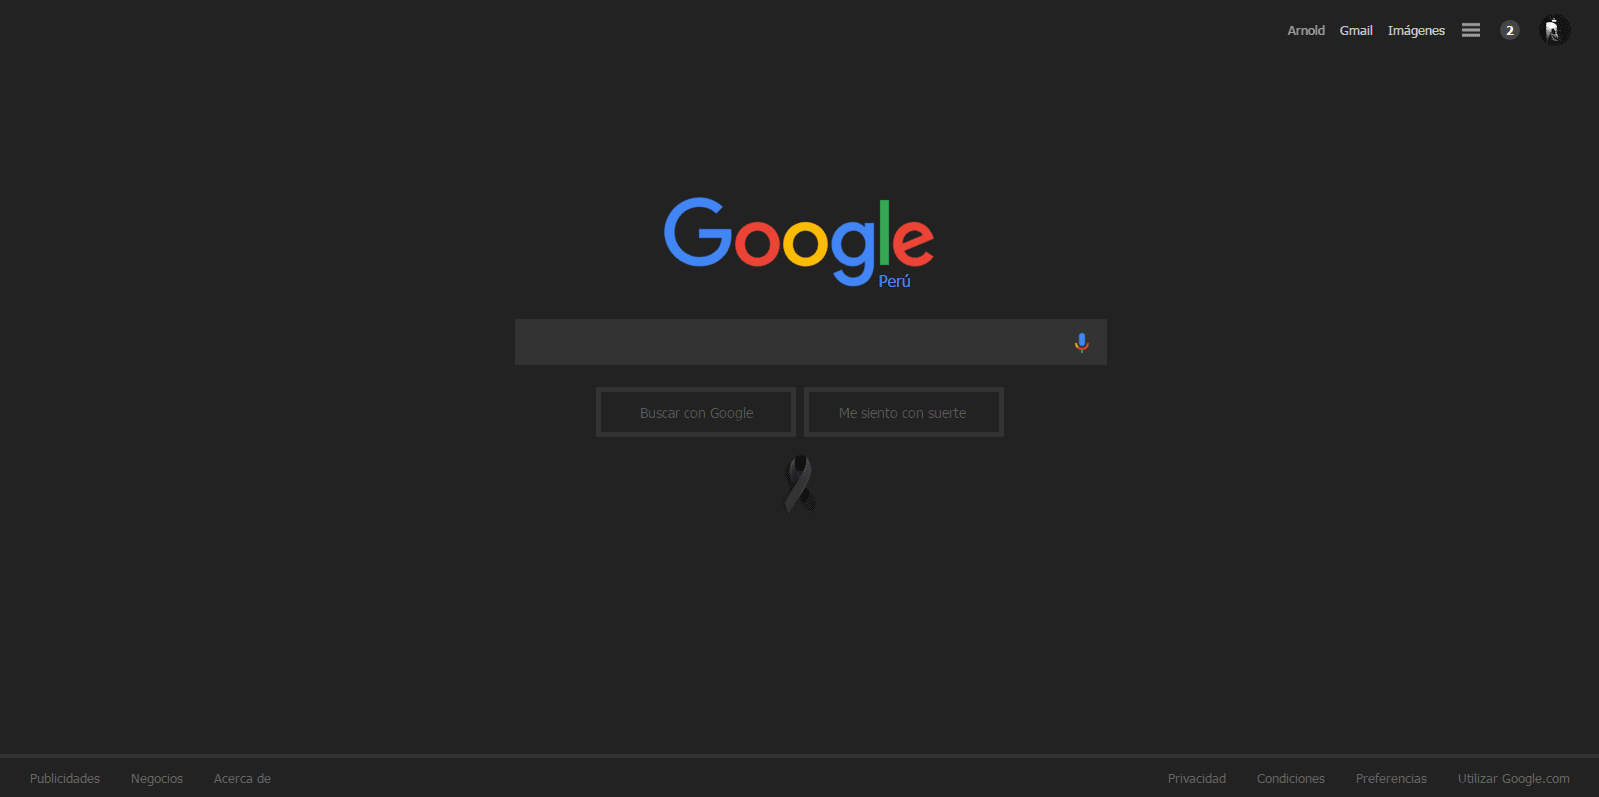 Arnold Gmail Imágenes 2
Google
Perú
Buscar con Google Me siento con suerte
Publicidades Negocios Acerca de Privacidad Condiciones Preferencias Utilizar Google.com